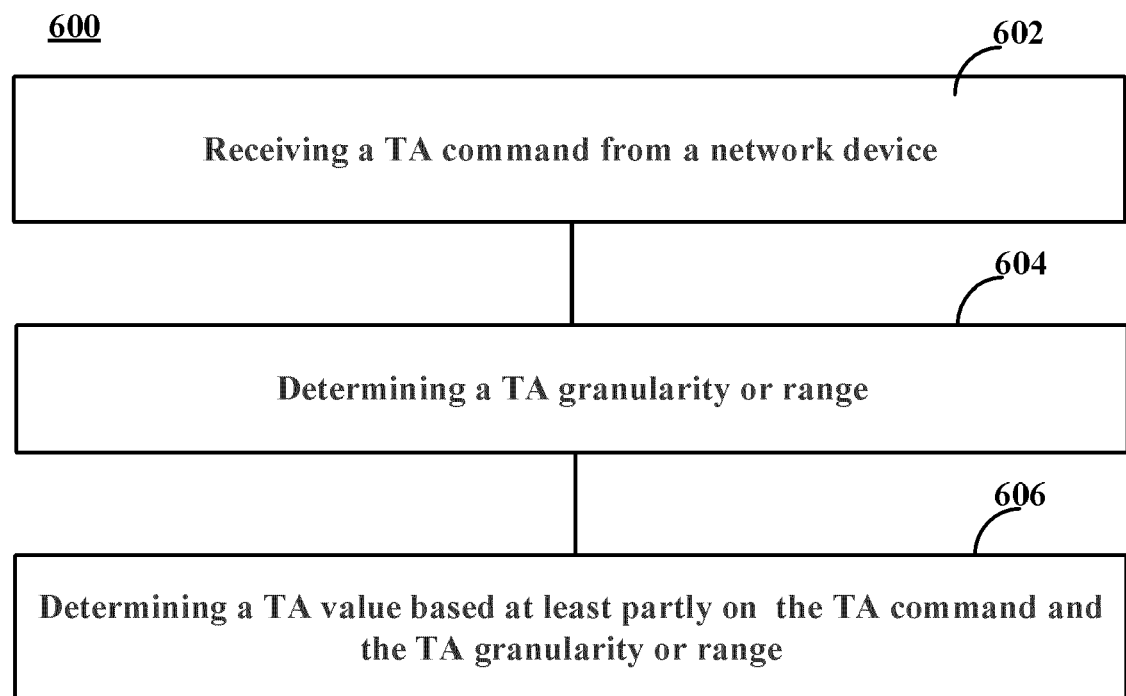 600
602
Receiving a TA command from a network device
604
Determining a TA granularity or range
606
Determining a TA value based at least partly on the TA command and
the TA granularity or range